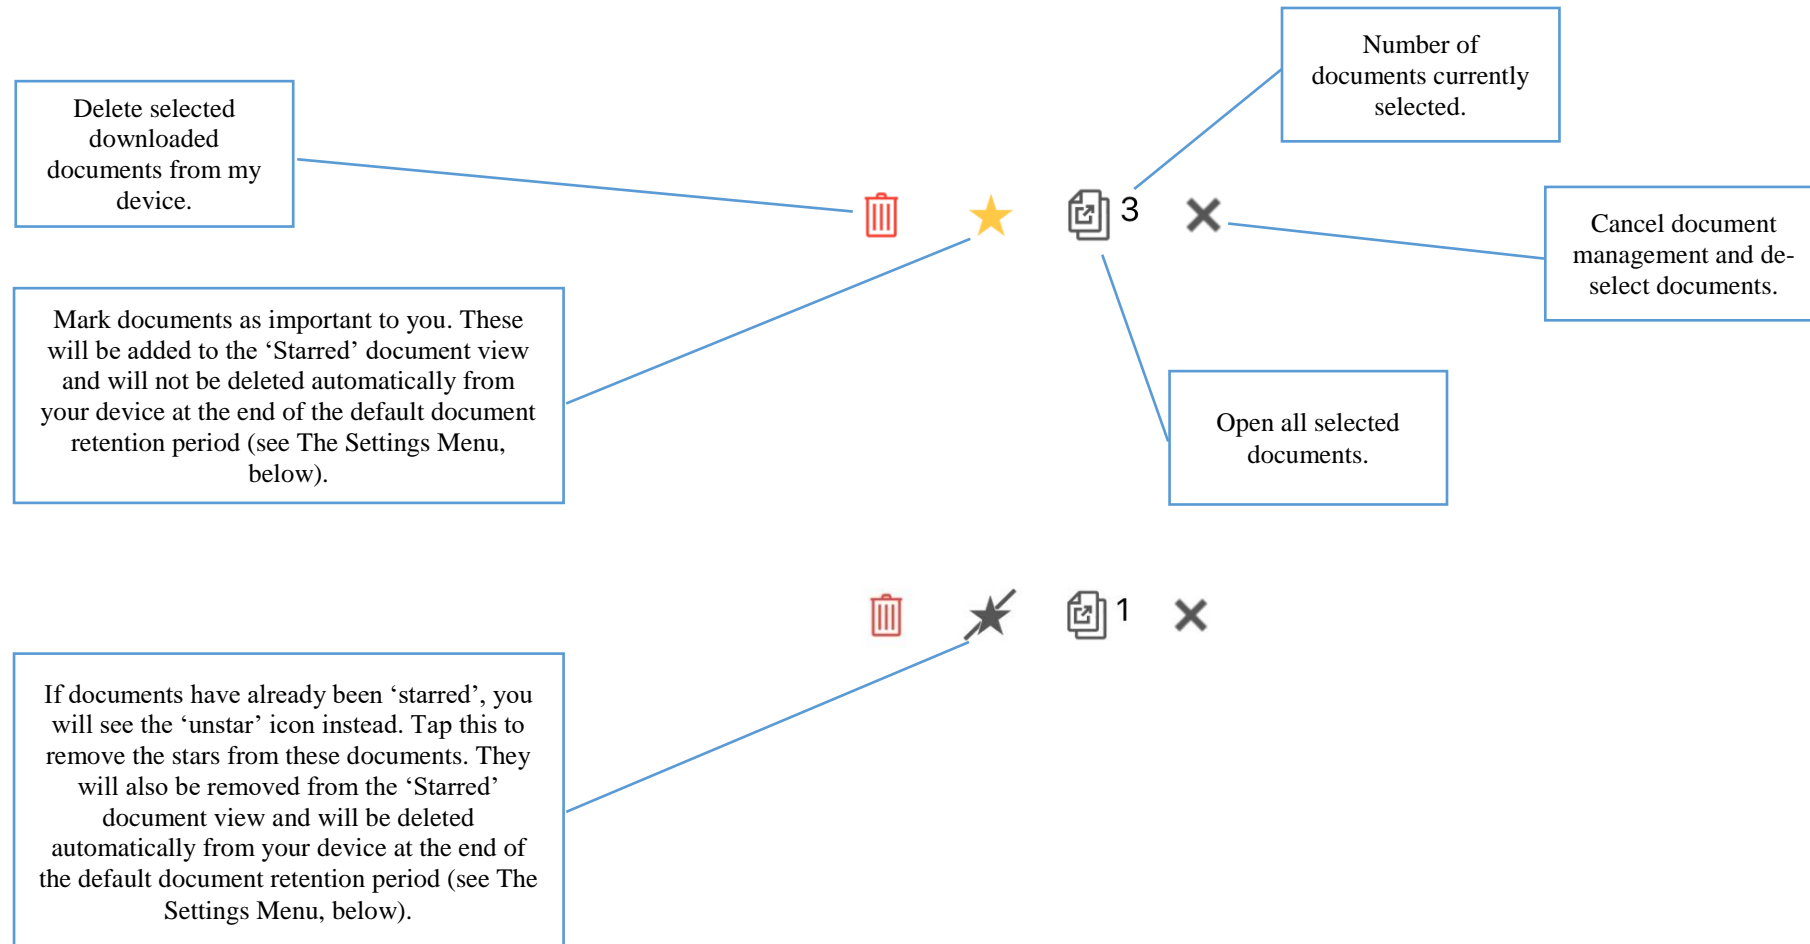 Number of
documents currently
selected.
Delete selected
downloaded
documents from my
device.
3
Cancel document
management and de-
select documents.
Mark documents as important to you. These
will be added to the ‘Starred’ document view
and will not be deleted automatically from
your device at the end of the default document
retention period (see The Settings Menu,
below).
Open all selected
documents.
1
If documents have already been ‘starred’, you
will see the ‘unstar’ icon instead. Tap this to
remove the stars from these documents. They
will also be removed from the ‘Starred’
document view and will be deleted
automatically from your device at the end of
the default document retention period (see The
Settings Menu, below).